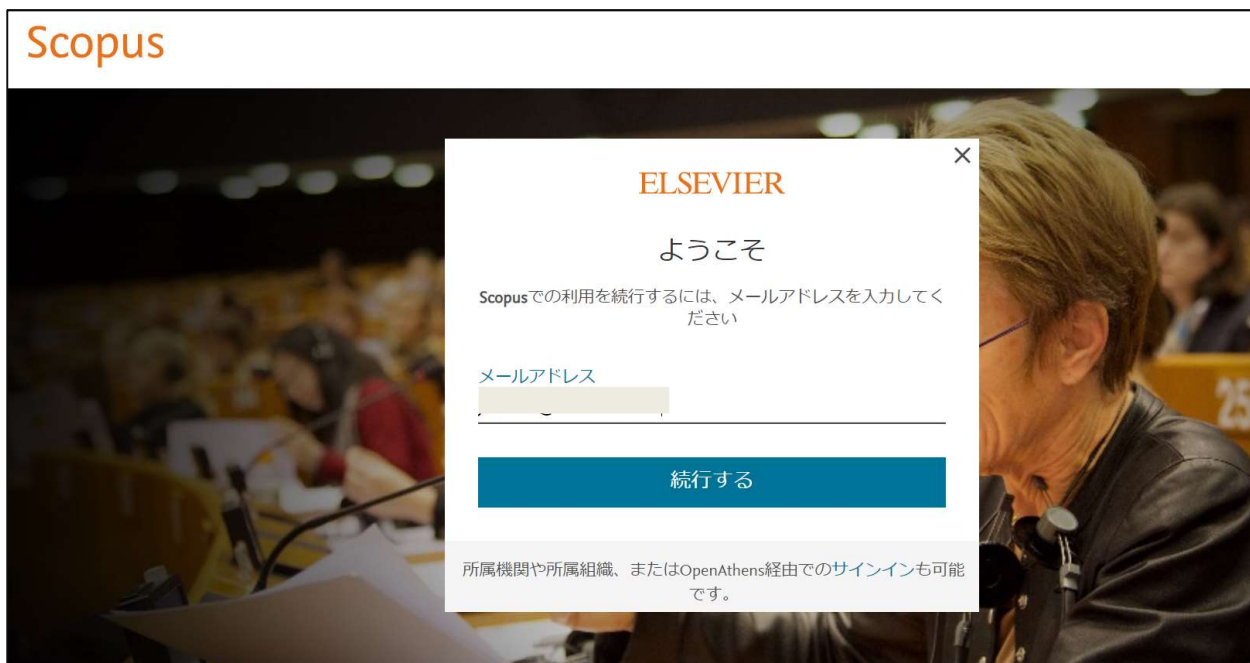 Scopus
×
ELSEVIER
ようこそ
Scopusでの利用を続行するには、メールアドレスを入力してく
ださい
メールアドレス
続行する
所属機関や所属組織、またはOpenAthens経由でのサインインも可能
です。
25